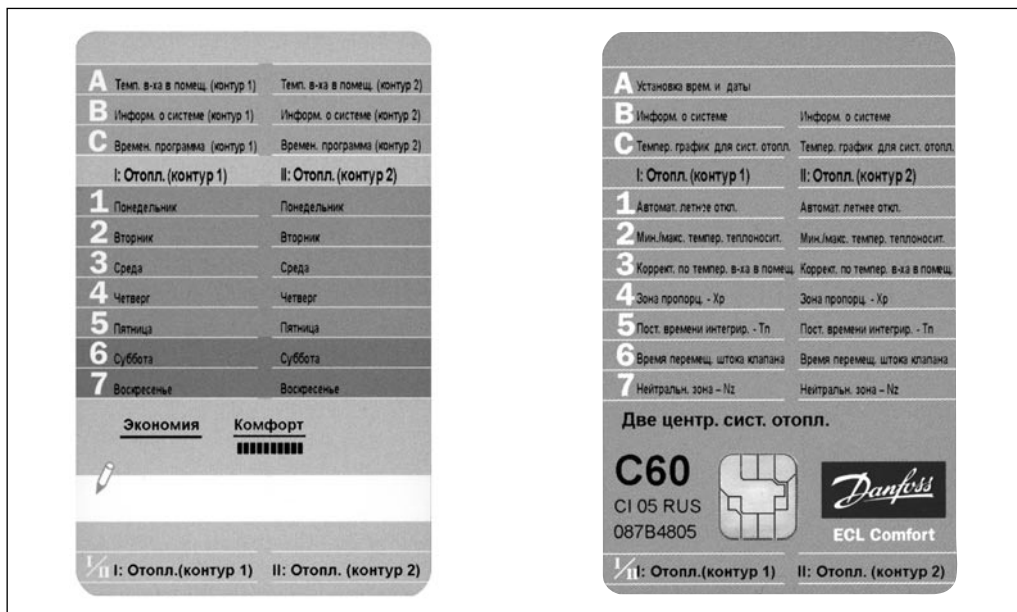 A Темп. в-ха в помещ. (контур 1) Темп. в-ха в помещ. (контур 2)
B Информ. о системе (контур 1) Информ. о системе (контур 2)
C Времен. программа (контур 1) Времен. программа (контур 2)
I: Отопл. (контур 1) II: Отопл. (контур 2)
1 Понедельник Понедельник
2 Вторник Вторник
3 Среда Среда
4 Четверг Четверг
5 Пятница Пятница
6 Суббота Суббота
7 Воскресенье Воскресенье
Экономия Комфорт
I/II I: Отопл.(контур 1) II: Отопл. (контур 2)
A Установка врем. и даты
B Информ. о системе Информ. о системе
C Темпер. график для сист. отопл. Темпер. график для сист. отопл.
I: Отопл. (контур 1) II: Отопл. (контур 2)
1 Автомат. летнее откл. Автомат. летнее откл.
2 Мин./макс. темпер. теплоносит. Мин./макс. темпер. теплоносит.
3 Коррект. по темпер. в-ха в помещ. Коррект. по темпер. в-ха в помещ.
4 Зона пропорц. - Xp Зона пропорц. - Xp
5 Пост. времени интегрир. - Tn Пост. времени интегрир. - Tn
6 Время перемещ. штока клапана Время перемещ. штока клапана
7 Нейтральн. зона – Nz Нейтральн. зона – Nz
Две центр. сист. отопл.
C60
CI 05 RUS
087B4805
Danfoss
ECL Comfort
I/II I: Отопл.(контур 1) II: Отопл. (контур 2)